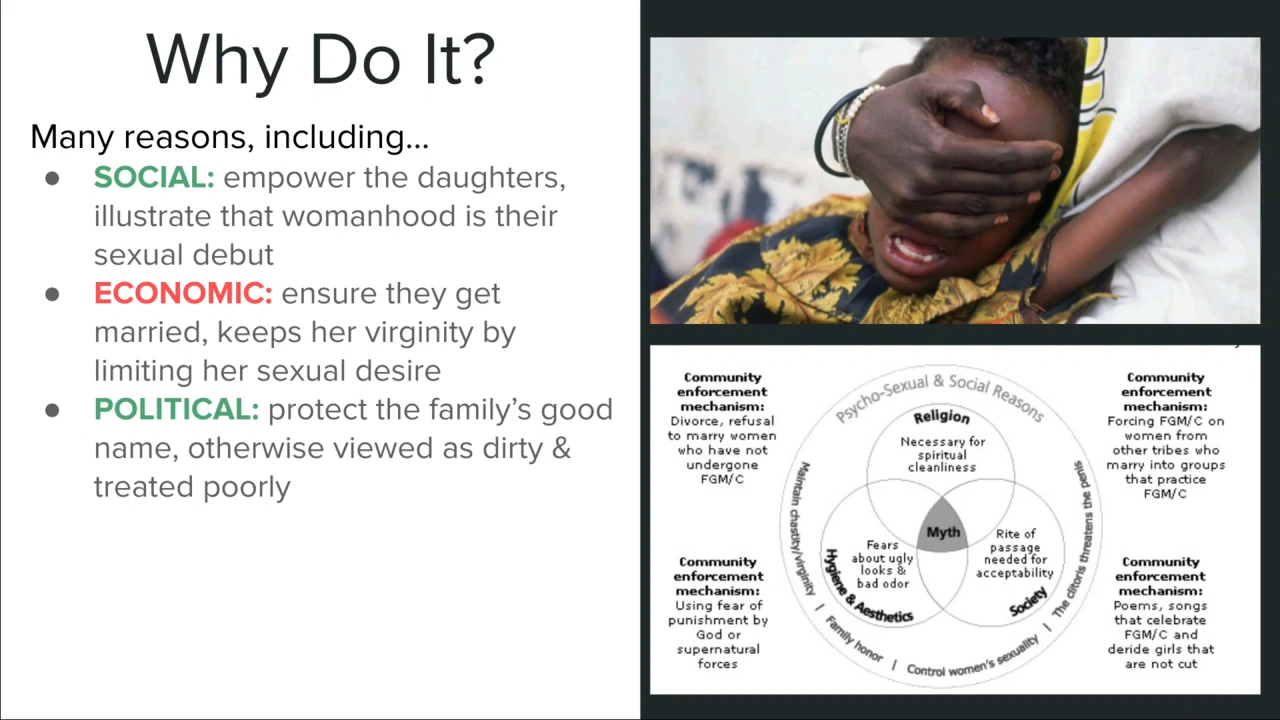 Why Do It?
Many reasons, including...
● SOCIAL: empower the daughters,
illustrate that womanhood is their
sexual debut
● ECONOMIC: ensure they get
married, keeps her virginity by
limiting her sexual desire
● POLITICAL: protect the family’s good
name, otherwise viewed as dirty &
treated poorly
Community
enforcement
mechanism:
Divorce, refusal
to marry women
who have not
undergone
FGM/C
Community
enforcement
mechanism:
Using fear of
punishment by
God or
supernatural
forces
Psycho-Sexual & Social Reasons
Maintain chastity/virginity | Family honor | Control women's sexuality | The clitoris threatens the penis
Religion
Necessary for
spiritual
cleanliness
Myth
Fears
about ugly
looks &
bad odor
Hygiene & Aesthetics
Rite of
passage
needed for
acceptability
Society
Community
enforcement
mechanism:
Forcing FGM/C on
women from
other tribes who
marry into groups
that practice
FGM/C
Community
enforcement
mechanism:
Poems, songs
that celebrate
FGM/C and
deride girls that
are not cut